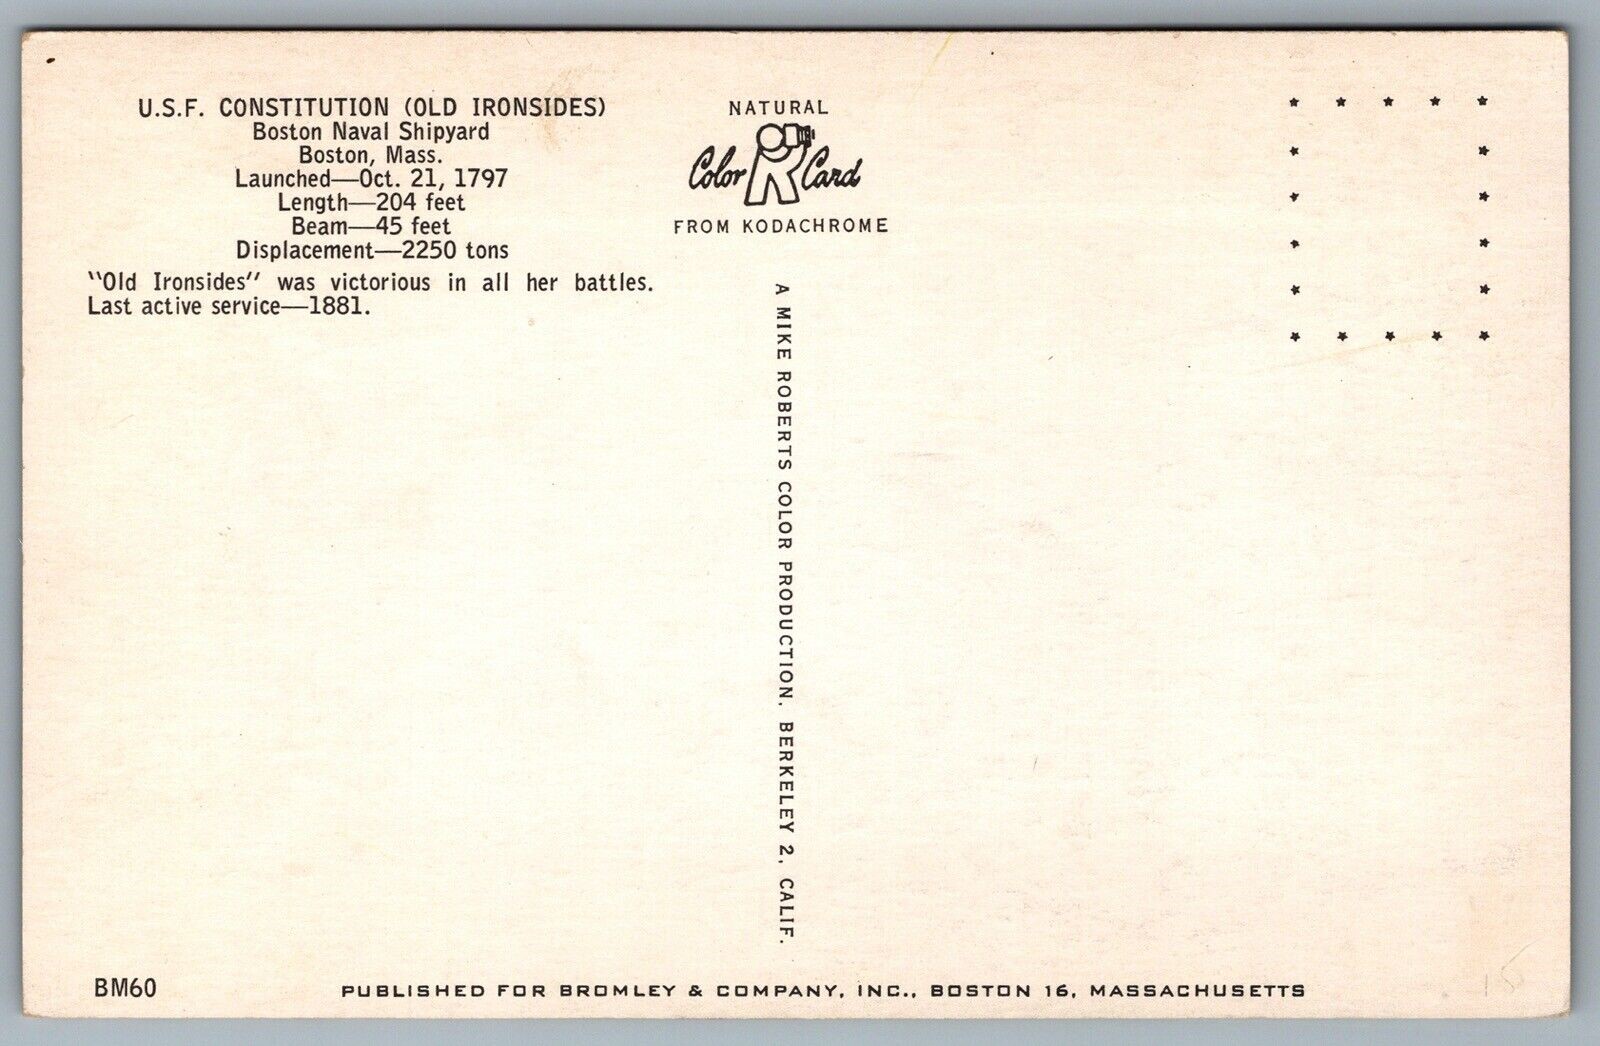 U.S.F. CONSTITUTION (OLD IRONSIDES)
Boston Naval Shipyard
Boston, Mass.
Launched—Oct. 21, 1797
Length—204 feet
Beam—45 feet
Displacement—2250 tons
"Old Ironsides" was victorious in all her battles.
Last active service—1881.
NATURAL
Color Card
FROM KODACHROME
A MIKE ROBERTS COLOR PRODUCTION, BERKELEY 2, CALIF.
BM60
PUBLISHED FOR BROMLEY & COMPANY, INC., BOSTON 16, MASSACHUSETTS
15